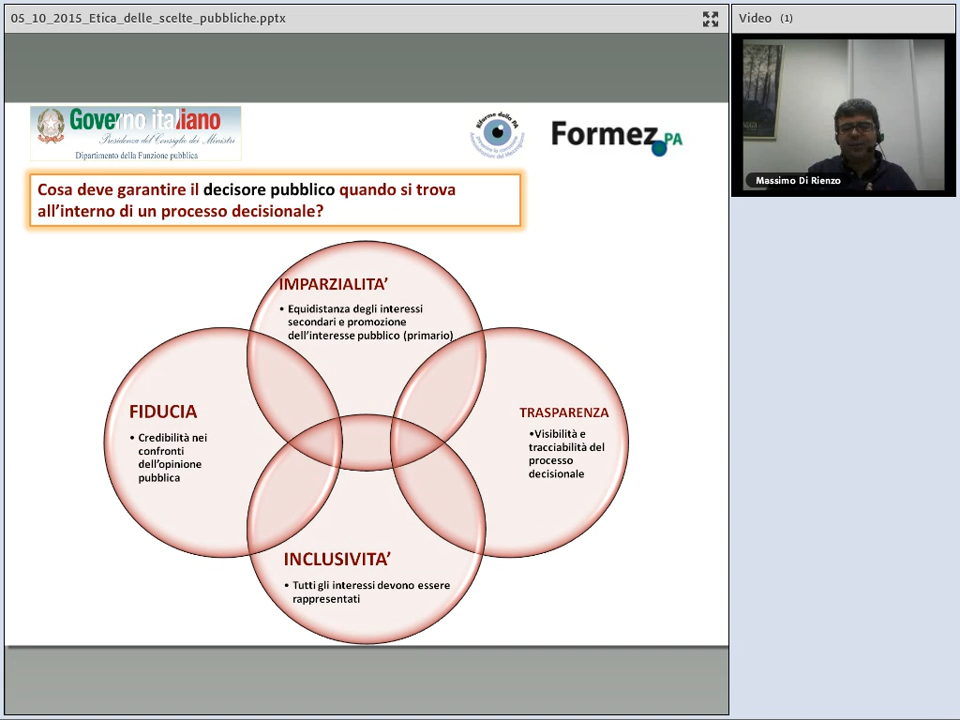 05_10_2015_Etica_delle_scelte_pubbliche.pptx
Video (1)
Massimo Di Rienzo
Governo italiano
Presidenza del Consiglio dei Ministri
Dipartimento della Funzione pubblica
Riforma della PA
Formez PA
Cosa deve garantire il decisore pubblico quando si trova
all'interno di un processo decisionale?
IMPARZIALITA'
• Equidistanza degli interessi
secondari e promozione
dell'interesse pubblico (primario)
FIDUCIA
• Credibilità nei
confronti
dell'opinione
pubblica
TRASPARENZA
•Visibilità e
tracciabilità del
processo
decisionale
INCLUSIVITA'
• Tutti gli interessi devono essere
rappresentati